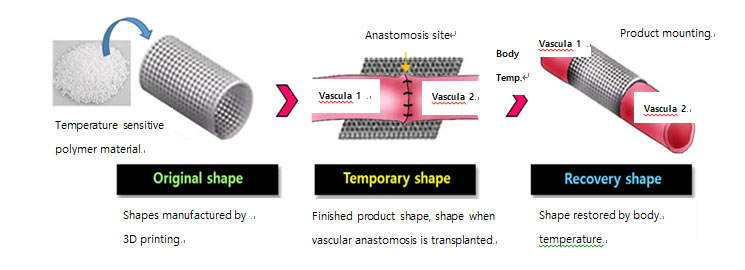 Anastomosis site
Product mounting.
Body
Temp.
Vascula 1
Vascula 1 .
Vascula 2.
Vascula 2.
Temperature sensitive
polymer material.
Original shape
Temporary shape
Recovery shape
Shapes manufactured by .
3D printing.
Finished product shape, shape when
vascular anastomosis is transplanted.
Shape restored by body.
temperature.